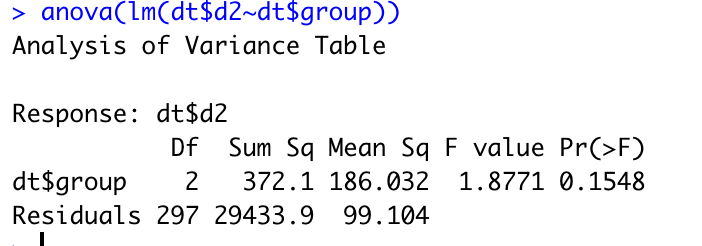 > anova(lm(dt$d2~dt$group))
Analysis of Variance Table
Response: dt$d2
Df Sum Sq Mean Sq F value Pr(>F)
dt$group 2 372.1 186.032 1.8771 0.1548
Residuals 297 29433.9 99.104
>